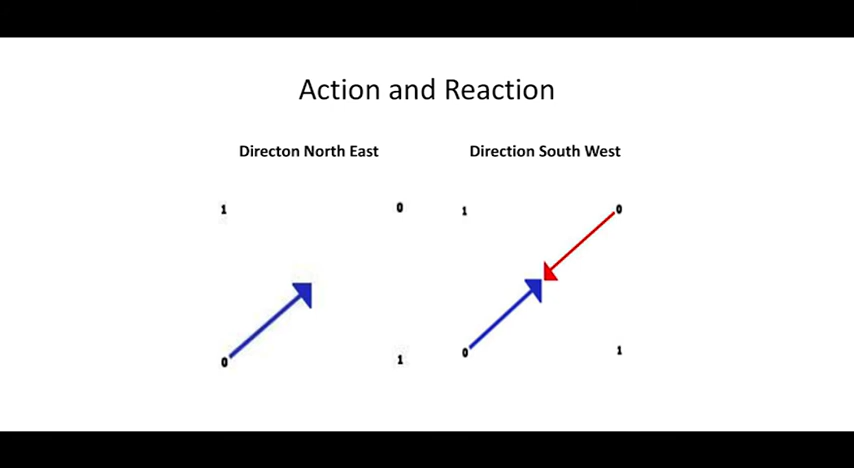 Action and Reaction
Directon North East
Direction South West
1 0
1 0
0 1
0 1